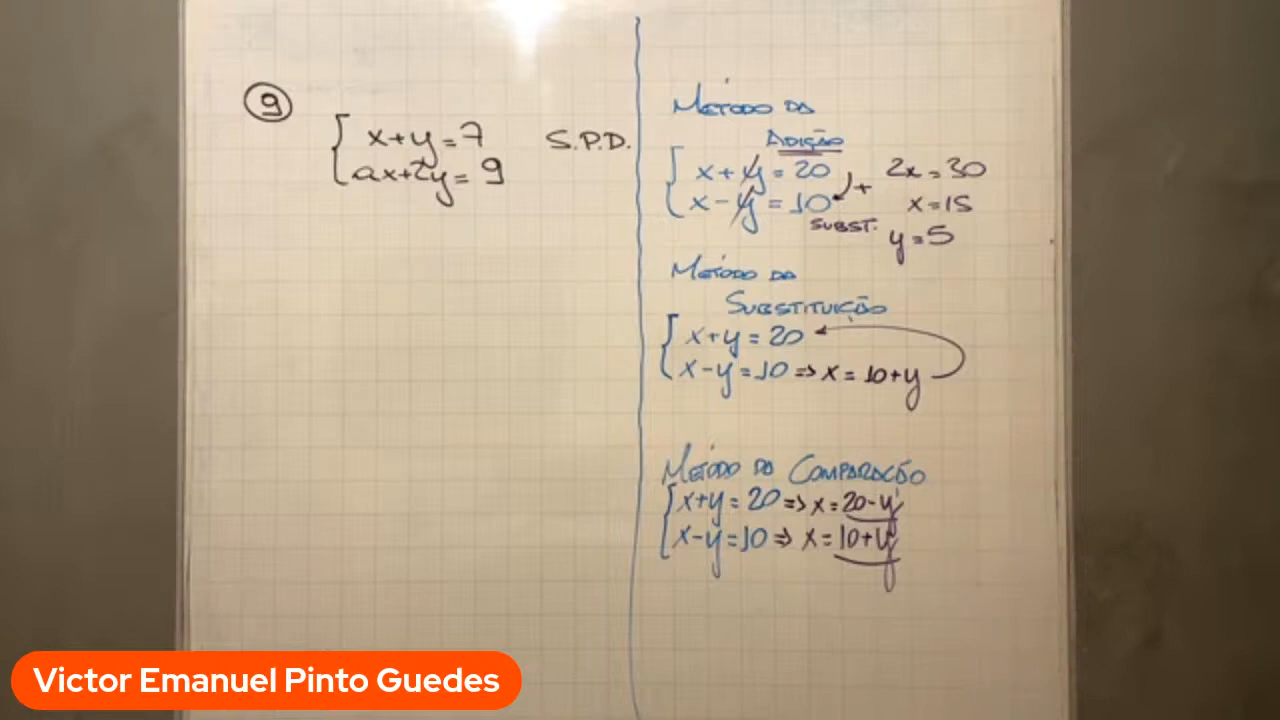 9
x+y=7 S.P.D.
ax+2y=9
MÉTODO DA
ADIÇÃO
x+y=20 + 2x=30
x-y=10 x=15
SUBST. y=5
MÉTODO DA
SUBSTITUIÇÃO
x+y=20
x-y=10 => x=10+y
MÉTODO DA COMPARAÇÃO
x+y=20 => x=20-y
x-y=10 => x=10+y
Victor Emanuel Pinto Guedes